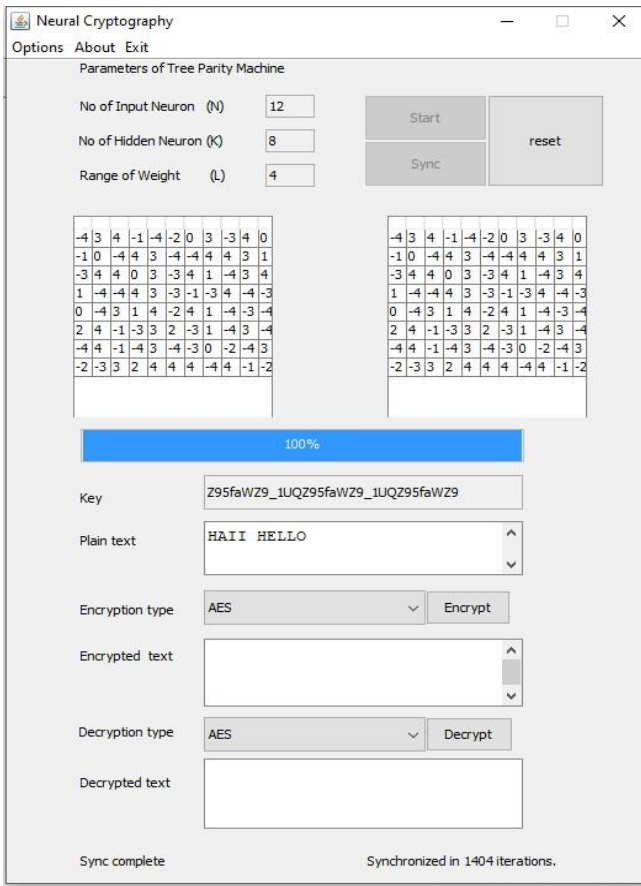 Neural Cryptography
Options About Exit
Parameters of Tree Parity Machine
No of Input Neuron (N) 12
No of Hidden Neuron (K) 8
Range of Weight (L) 4
Start
Sync
reset
-4 3 4 -1 -4 -2 0 3 -3 4 0
-1 0 -4 4 3 -4 -4 4 4 3 1
-3 4 4 0 3 -3 4 1 -4 3 4
1 -4 -4 4 3 -3 -1 -3 4 -4 -3
0 -4 3 1 4 -2 4 1 -4 -3 -4
2 4 -1 -3 3 2 -3 1 -4 3 -4
-4 4 -1 -4 3 -4 -3 0 -2 -4 3
-2 -3 3 2 4 4 4 -4 4 -1 -2
-4 3 4 -1 -4 -2 0 3 -3 4 0
-1 0 -4 4 3 -4 -4 4 4 3 1
-3 4 4 0 3 -3 4 1 -4 3 4
1 -4 -4 4 3 -3 -1 -3 4 -4 -3
0 -4 3 1 4 -2 4 1 -4 -3 -4
2 4 -1 -3 3 2 -3 1 -4 3 -4
-4 4 -1 -4 3 -4 -3 0 -2 -4 3
-2 -3 3 2 4 4 4 -4 4 -1 -2
100%
Key Z95faWZ9_1UQZ95faWZ9_1UQZ95faWZ9
Plain text HAII HELLO
Encryption type AES Encrypt
Encrypted text
Decryption type AES Decrypt
Decrypted text
Sync complete Synchronized in 1404 iterations.